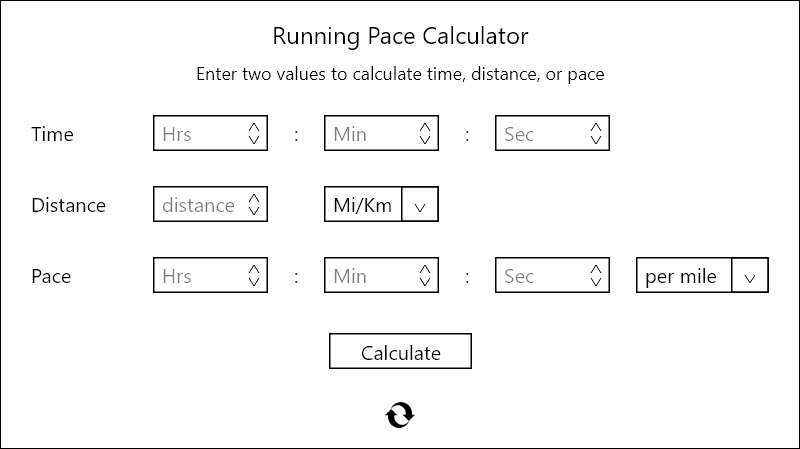 Running Pace Calculator
Enter two values to calculate time, distance, or pace
Time Hrs : Min : Sec
Distance distance Mi/Km
Pace Hrs : Min : Sec per mile
Calculate